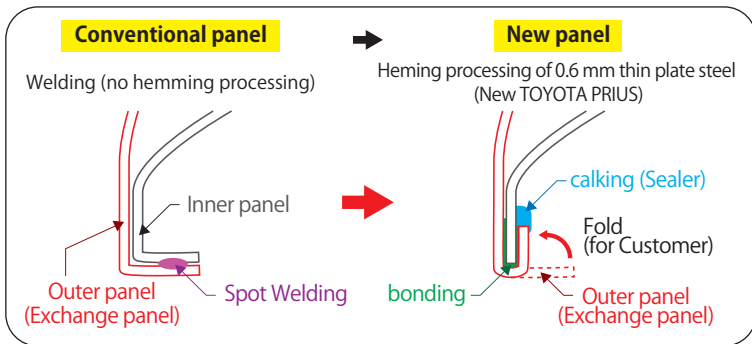 Conventional panel
New panel
Welding (no hemming processing)
Heming processing of 0.6 mm thin plate steel
(New TOYOTA PRIUS)
Inner panel
Outer panel
(Exchange panel)
Spot Welding
calking (Sealer)
Fold
(for Customer)
bonding
Outer panel
(Exchange panel)